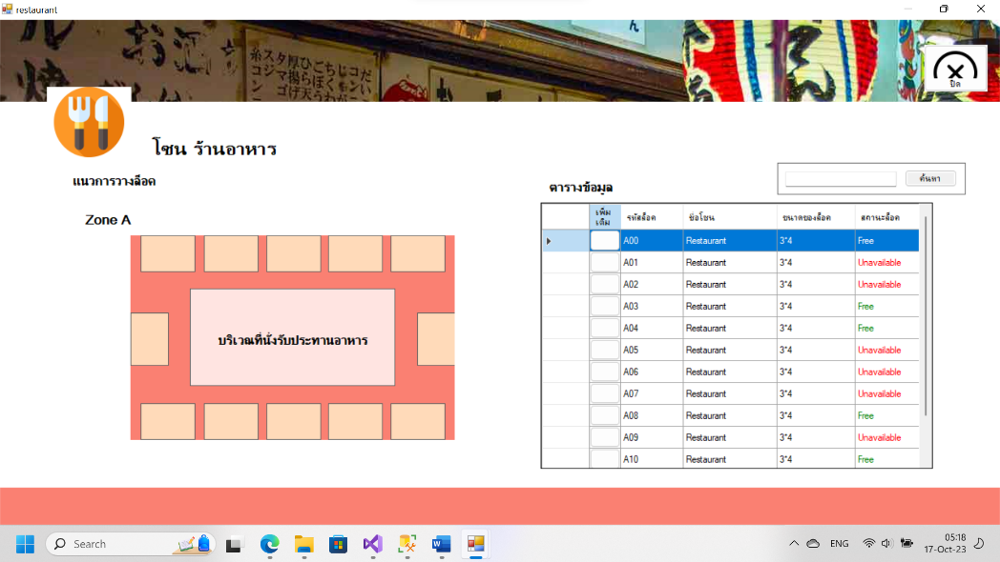 restaurant
ปิด
โซน ร้านอาหาร
แนวการวางล็อค
Zone A
บริเวณที่นั่งรับประทานอาหาร
ค้นหา
ตารางข้อมูล
เพิ่มเติม รหัสล็อค ชื่อโซน ขนาดของล็อค สถานะล็อค
A00 Restaurant 3*4 Free
A01 Restaurant 3*4 Unavailable
A02 Restaurant 3*4 Unavailable
A03 Restaurant 3*4 Free
A04 Restaurant 3*4 Free
A05 Restaurant 3*4 Unavailable
A06 Restaurant 3*4 Unavailable
A07 Restaurant 3*4 Unavailable
A08 Restaurant 3*4 Free
A09 Restaurant 3*4 Unavailable
A10 Restaurant 3*4 Free
Search
ENG
05:18
17-Oct-23